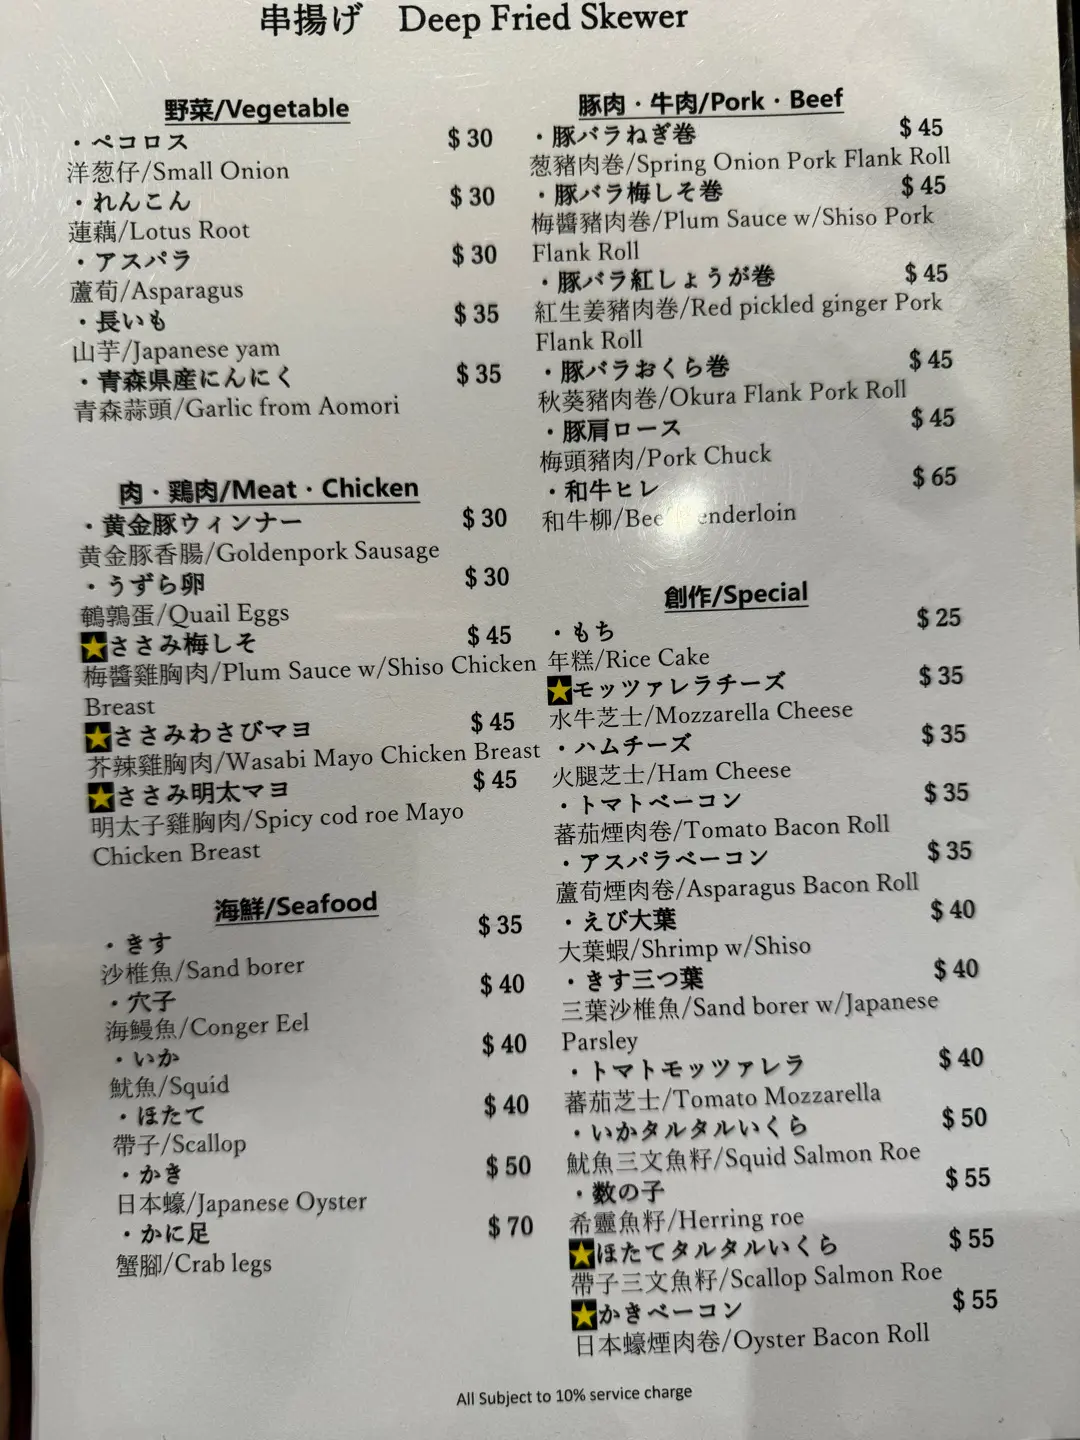 串揚げ Deep Fried Skewer
野菜/Vegetable
・ペコロス $ 30
洋葱仔/Small Onion
・れんこん $ 30
蓮藕/Lotus Root
・アスパラ $ 30
蘆荀/Asparagus
・長いも $ 35
山芋/Japanese yam
・青森県産にんにく $ 35
青森蒜頭/Garlic from Aomori
肉・鶏肉/Meat・Chicken
・黄金豚ウィンナー $ 30
黄金豚香腸/Goldenpork Sausage
・うずら卵 $ 30
鵪鶉蛋/Quail Eggs
ささみ梅しそ $ 45
梅醬雞胸肉/Plum Sauce w/Shiso Chicken
Breast
ささみわさびマヨ $ 45
芥辣雞胸肉/Wasabi Mayo Chicken Breast
ささみ明太マヨ $ 45
明太子雞胸肉/Spicy cod roe Mayo
Chicken Breast
海鮮/Seafood
・きす $ 35
沙椎魚/Sand borer
・穴子 $ 40
海鰻魚/Conger Eel
・いか $ 40
魷魚/Squid
・ほたて $ 40
帶子/Scallop
・かき $ 50
日本蠔/Japanese Oyster
・かに足 $ 70
蟹腳/Crab legs
豚肉・牛肉/Pork・Beef
・豚バラねぎ巻 $ 45
葱豬肉巻/Spring Onion Pork Flank Roll
・豚バラ梅しそ巻 $ 45
梅醬豬肉巻/Plum Sauce w/Shiso Pork
Flank Roll
・豚バラ紅しょうが巻 $ 45
紅生姜豬肉巻/Red pickled ginger Pork
Flank Roll
・豚バラおくら巻 $ 45
秋葵豬肉巻/Okura Flank Pork Roll
・豚肩ロース $ 45
梅頭豬肉/Pork Chuck
・和牛ヒレ $ 65
和牛柳/Bee enderloin
創作/Special
・もち $ 25
年糕/Rice Cake
モッツァレラチーズ $ 35
水牛芝士/Mozzarella Cheese
・ハムチーズ $ 35
火腿芝士/Ham Cheese
・トマトベーコン $ 35
蕃茄煙肉卷/Tomato Bacon Roll
・アスパラベーコン $ 35
蘆荀煙肉卷/Asparagus Bacon Roll
・えび大葉 $ 40
大葉蝦/Shrimp w/Shiso
・きす三つ葉 $ 40
三葉沙椎魚/Sand borer w/Japanese
Parsley
・トマトモッツァレラ $ 40
蕃茄芝士/Tomato Mozzarella
・いかタルタルいくら $ 50
魷魚三文魚籽/Squid Salmon Roe
・数の子 $ 55
希靈魚籽/Herring roe
ほたてタルタルいくら $ 55
帶子三文魚籽/Scallop Salmon Roe
かきベーコン $ 55
日本蠔煙肉卷/Oyster Bacon Roll
All Subject to 10% service charge